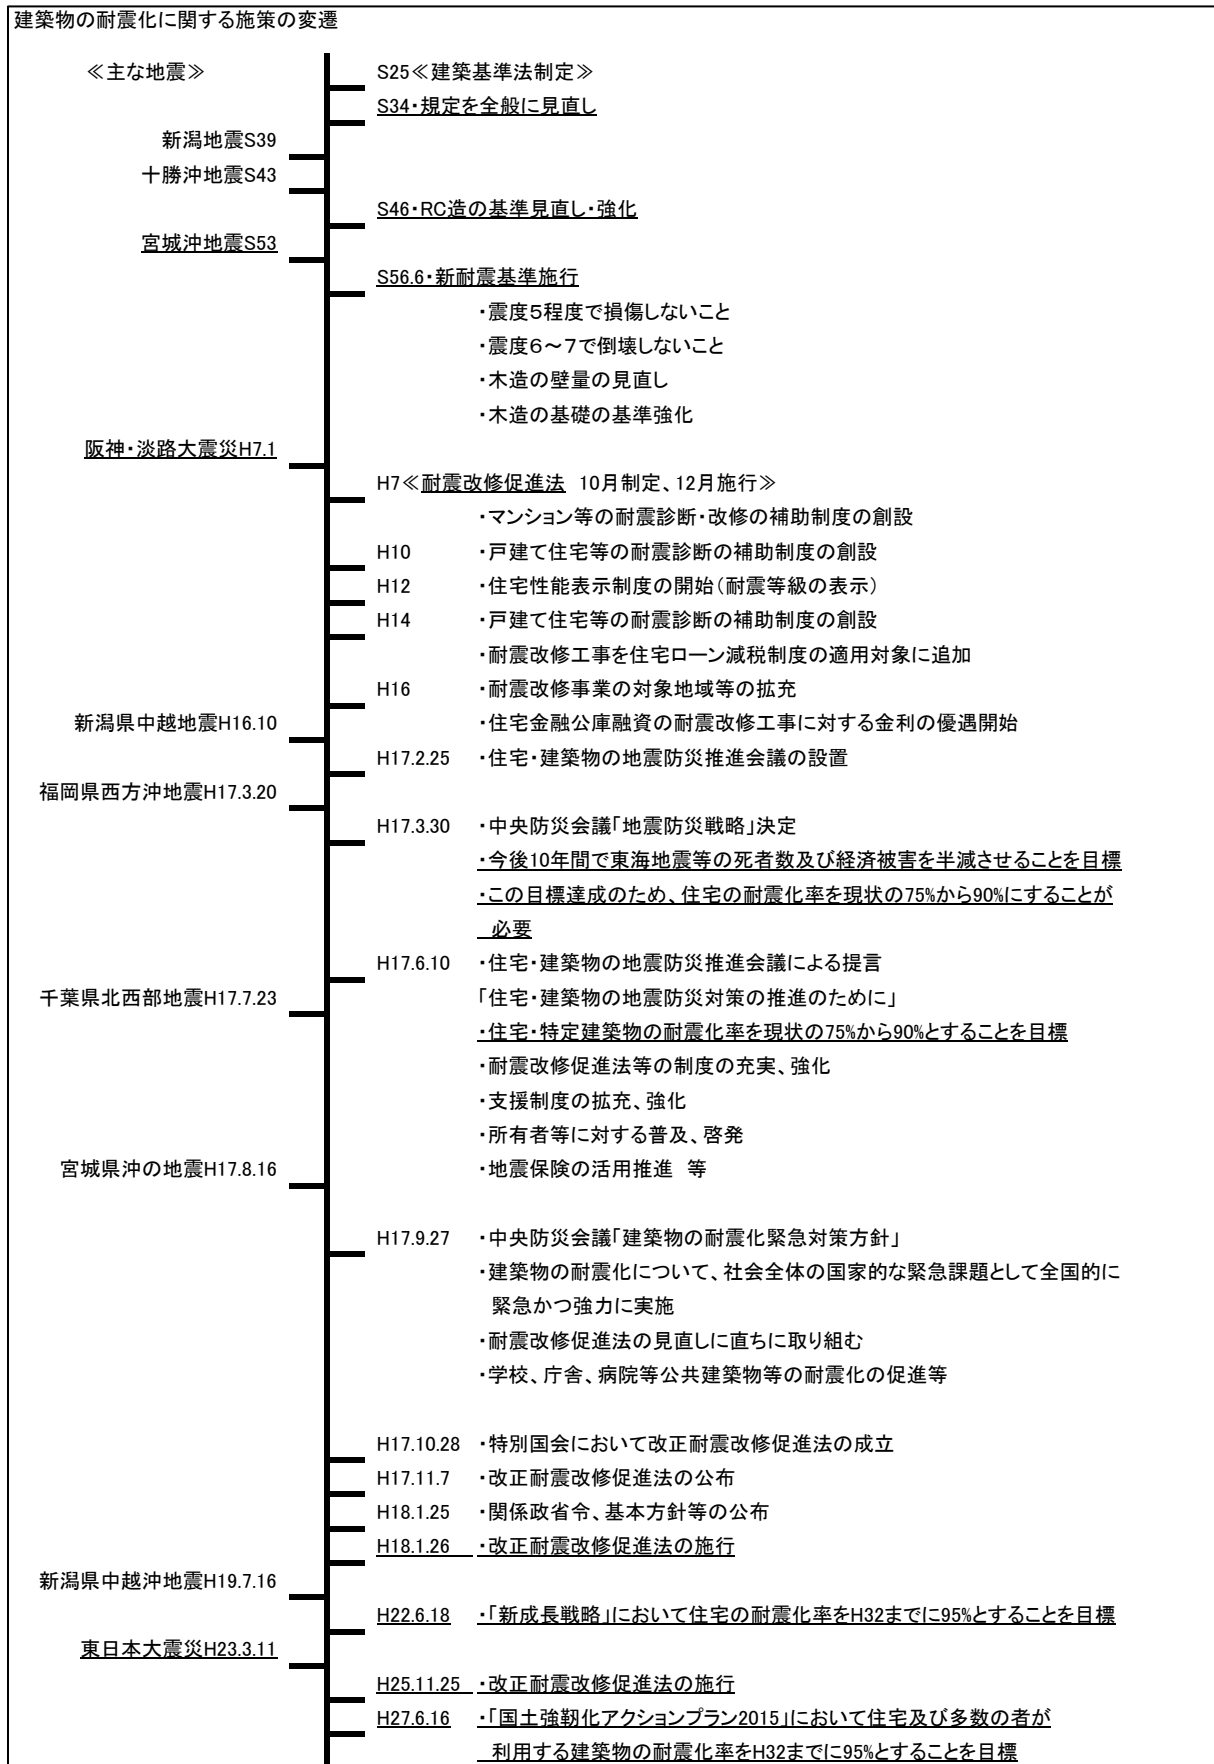 建築物の耐震化に関する施策の変遷
≪主な地震≫
S25≪建築基準法制定≫
S34・規定を全般に見直し
新潟地震S39
十勝沖地震S43
S46・RC造の基準見直し・強化
宮城沖地震S53
S56.6・新耐震基準施行
・震度5程度で損傷しないこと
・震度6～7で倒壊しないこと
・木造の壁量の見直し
・木造の基礎の基準強化
阪神・淡路大震災H7.1
H7≪耐震改修促進法 10月制定、12月施行≫
・マンション等の耐震診断・改修の補助制度の創設
H10 ・戸建て住宅等の耐震診断の補助制度の創設
H12 ・住宅性能表示制度の開始（耐震等級の表示）
H14 ・戸建て住宅等の耐震診断の補助制度の創設
・耐震改修工事を住宅ローン減税制度の適用対象に追加
H16 ・耐震改修事業の対象地域等の拡充
新潟県中越地震H16.10 ・住宅金融公庫融資の耐震改修工事に対する金利の優遇開始
H17.2.25 ・住宅・建築物の地震防災推進会議の設置
福岡県西方沖地震H17.3.20
H17.3.30 ・中央防災会議「地震防災戦略」決定
・今後10年間で東海地震等の死者数及び経済被害を半減させることを目標
・この目標達成のため、住宅の耐震化率を現状の75%から90%にすることが
必要
H17.6.10 ・住宅・建築物の地震防災推進会議による提言
千葉県北西部地震H17.7.23 「住宅・建築物の地震防災対策の推進のために」
・住宅・特定建築物の耐震化率を現状の75%から90%とすることを目標
・耐震改修促進法等の制度の充実、強化
・支援制度の拡充、強化
・所有者等に対する普及、啓発
宮城県沖の地震H17.8.16 ・地震保険の活用推進 等
H17.9.27 ・中央防災会議「建築物の耐震化緊急対策方針」
・建築物の耐震化について、社会全体の国家的な緊急課題として全国的に
緊急かつ強力に実施
・耐震改修促進法の見直しに直ちに取り組む
・学校、庁舎、病院等公共建築物等の耐震化の促進等
H17.10.28 ・特別国会において改正耐震改修促進法の成立
H17.11.7 ・改正耐震改修促進法の公布
H18.1.25 ・関係政省令、基本方針等の公布
H18.1.26 ・改正耐震改修促進法の施行
新潟県中越沖地震H19.7.16
H22.6.18 ・「新成長戦略」において住宅の耐震化率をH32までに95%とすることを目標
東日本大震災H23.3.11
H25.11.25 ・改正耐震改修促進法の施行
H27.6.16 ・「国土強靭化アクションプラン2015」において住宅及び多数の者が
利用する建築物の耐震化率をH32までに95%とすることを目標